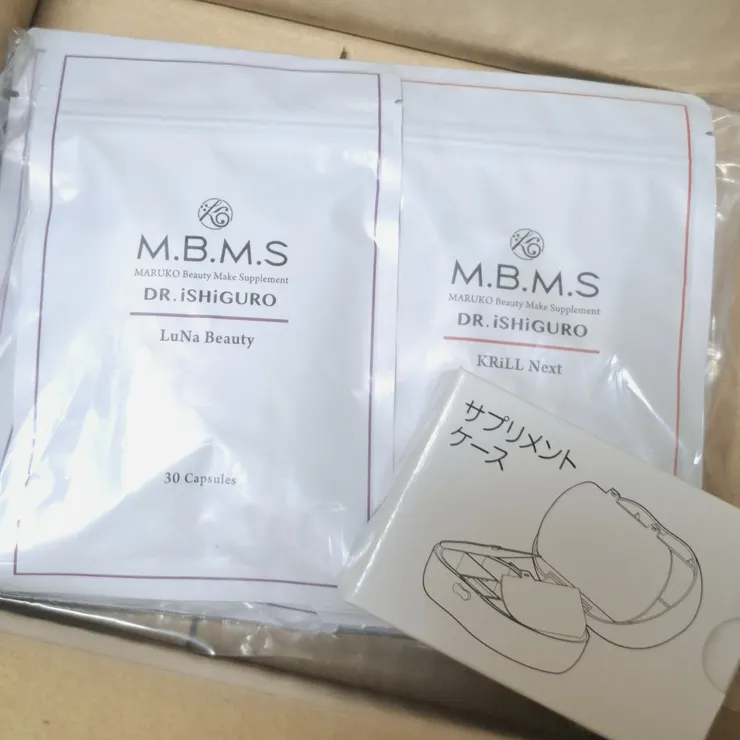 M.B.M.S
MARUKO Beauty Make Supplement
DR.iSHiGURO
LuNa Beauty
30 Capsules
M.B.M.S
MARUKO Beauty Make Supplement
DR.iSHiGURO
KRiLL Next
サプリメント
ケース